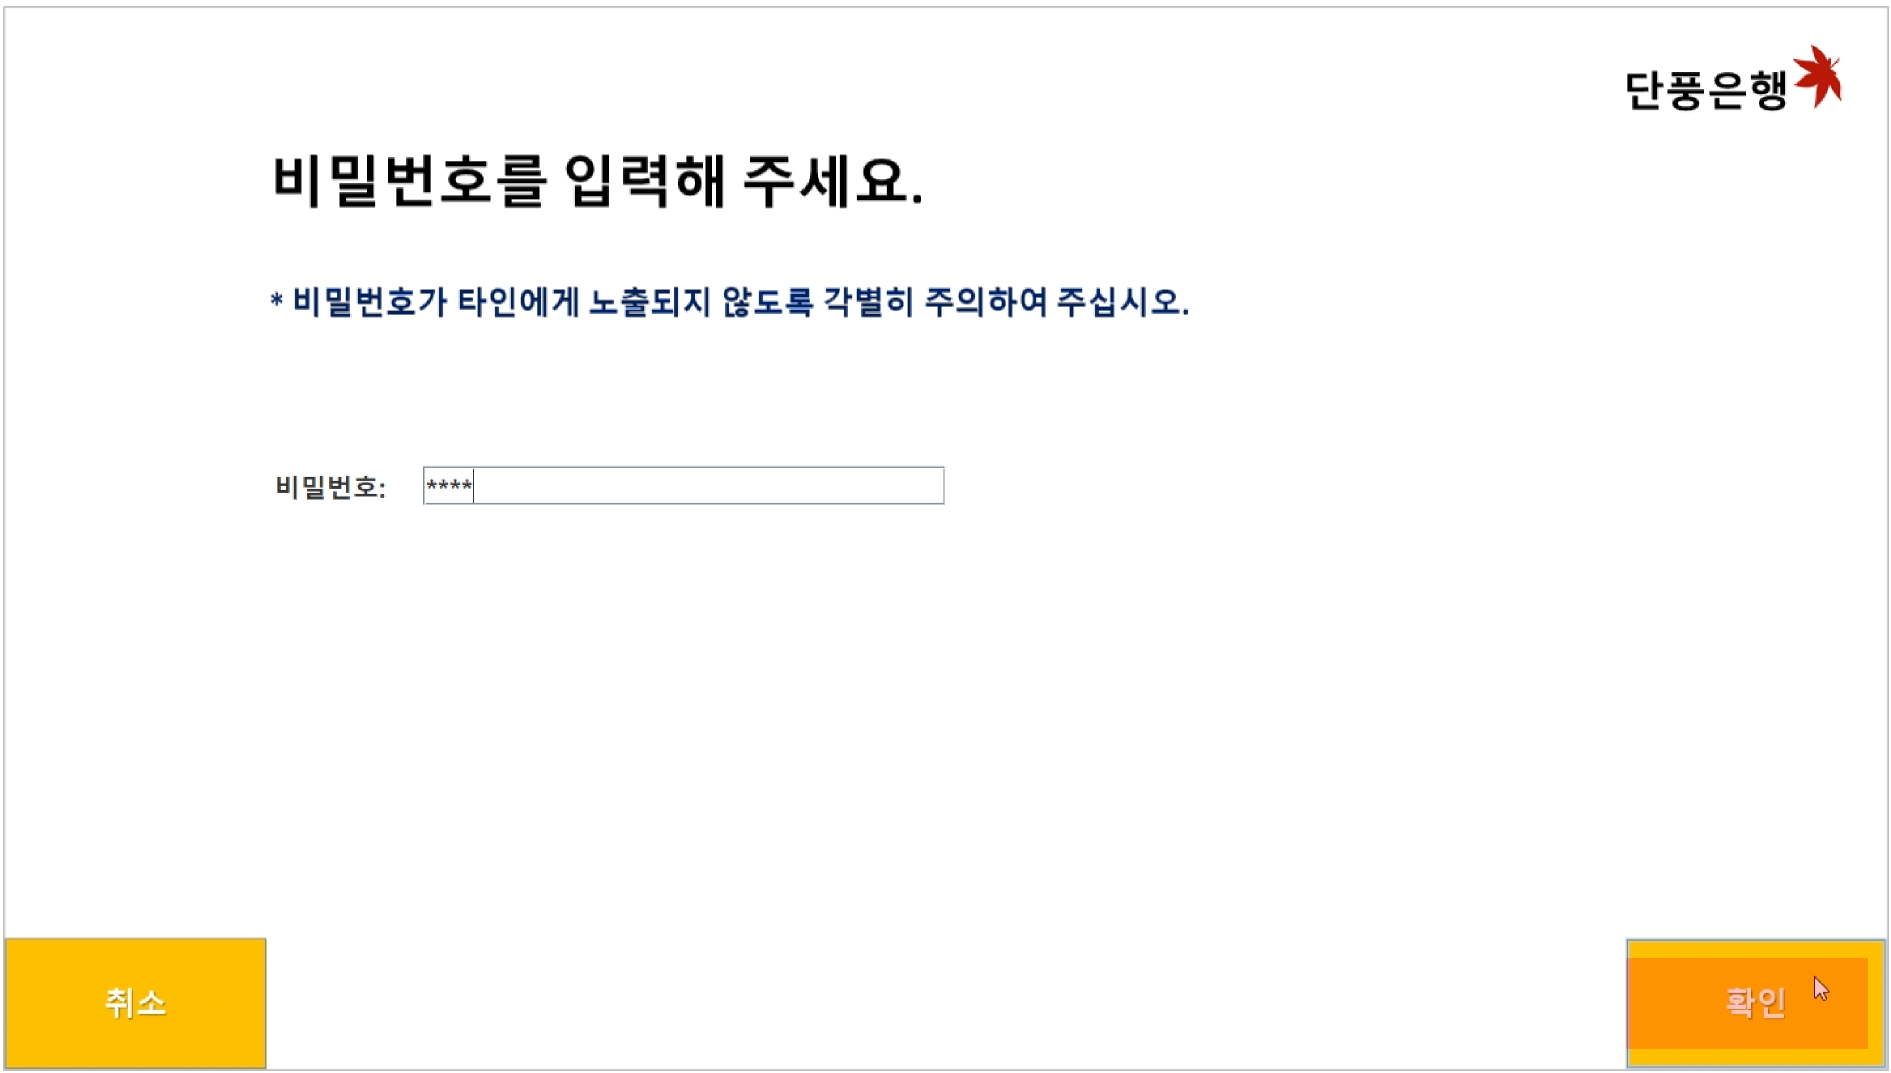 단풍은행
비밀번호를 입력해 주세요.
* 비밀번호가 타인에게 노출되지 않도록 각별히 주의하여 주십시오.
비밀번호: ****
취소 확인